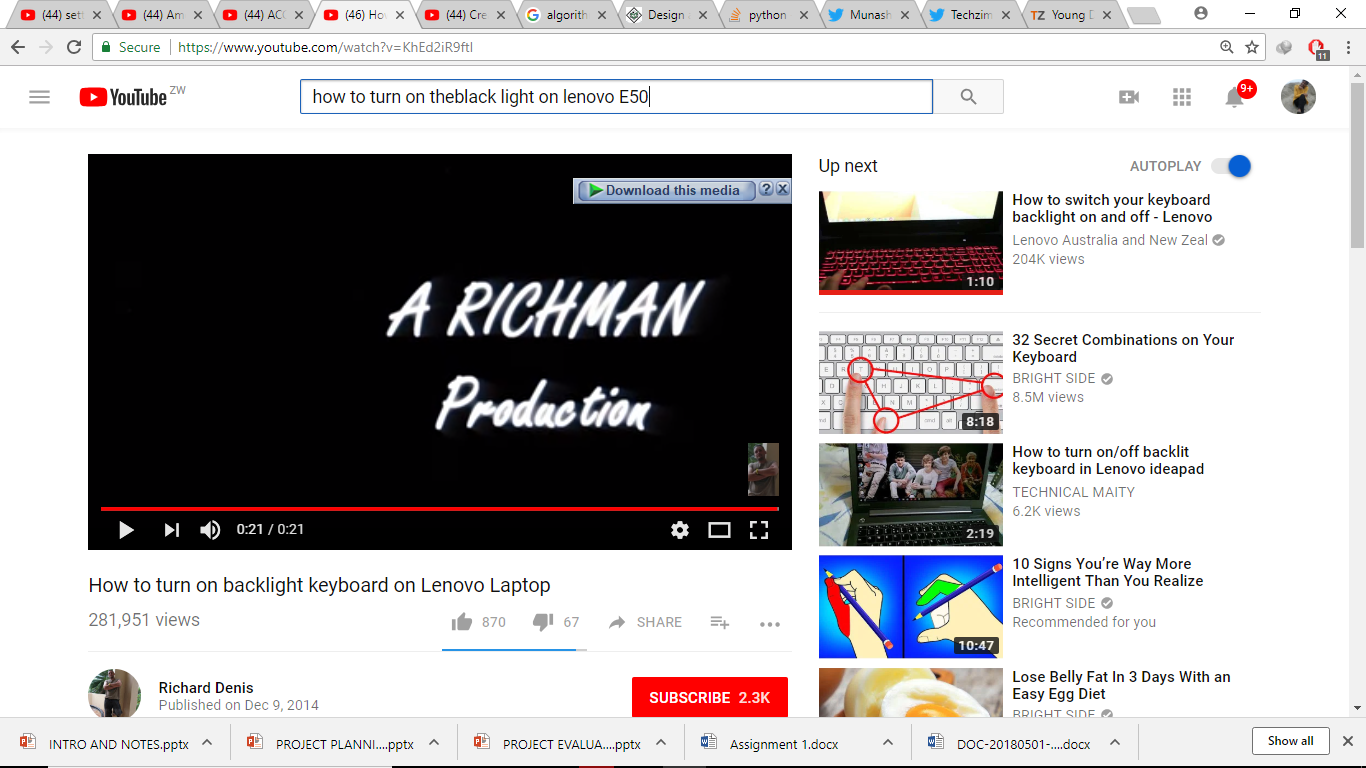 (44) sett
(44) Am
(44) ACC
(46) Ho
(44) Cre
algorith
Design
python
Munash
Techzim
TZ Young D
Secure https://www.youtube.com/watch?v=KhEd2iR9ftI
11
YouTube ZW
how to turn on theblack light on lenovo E50
9+
Download this media ? X
A RICHMAN
Production
0:21 / 0:21
How to turn on backlight keyboard on Lenovo Laptop
281,951 views
870 67 SHARE
Richard Denis
Published on Dec 9, 2014
SUBSCRIBE 2.3K
Up next
AUTOPLAY
How to switch your keyboard
backlight on and off - Lenovo
Lenovo Australia and New Zeal
204K views
1:10
32 Secret Combinations on Your
Keyboard
BRIGHT SIDE
8.5M views
8:18
How to turn on/off backlit
keyboard in Lenovo ideapad
TECHNICAL MAITY
6.2K views
2:19
10 Signs You're Way More
Intelligent Than You Realize
BRIGHT SIDE
Recommended for you
10:47
Lose Belly Fat In 3 Days With an
Easy Egg Diet
BRIGHT SIDE
INTRO AND NOTES.pptx
PROJECT PLANNI....pptx
PROJECT EVALUA....pptx
Assignment 1.docx
DOC-20180501-....docx
Show all